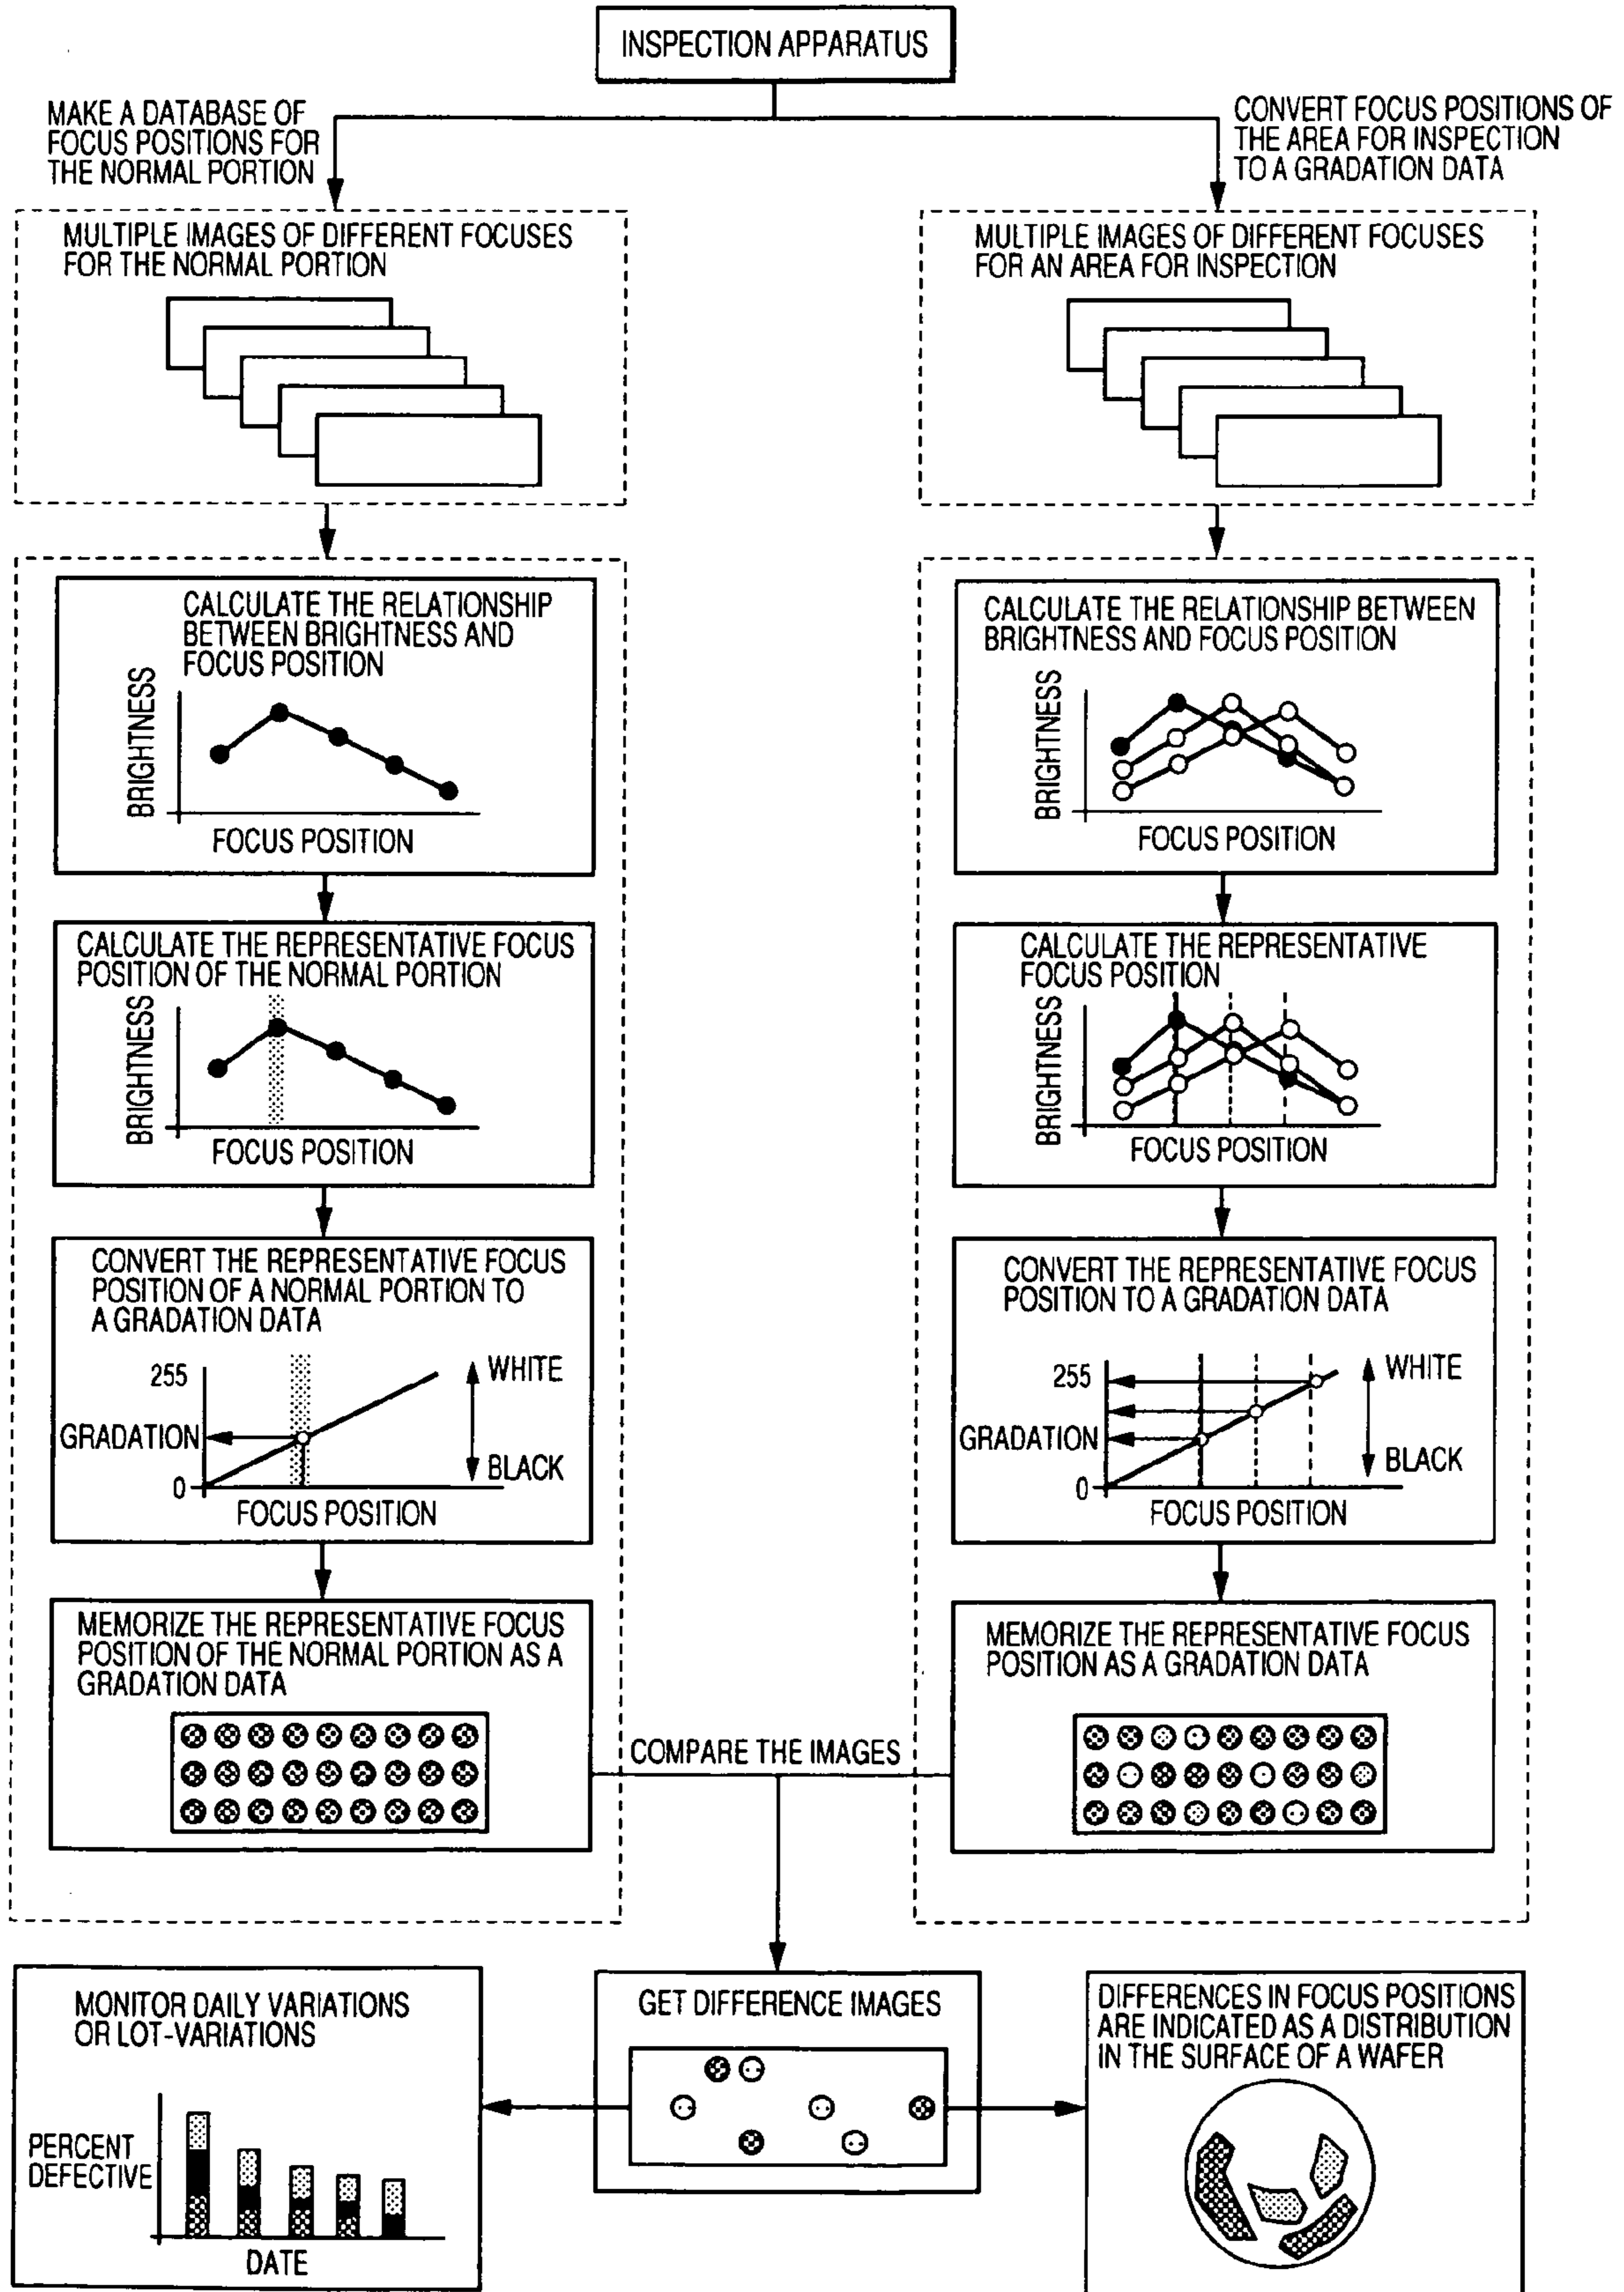 INSPECTION APPARATUS
MAKE A DATABASE OF
FOCUS POSITIONS FOR
THE NORMAL PORTION
CONVERT FOCUS POSITIONS OF
THE AREA FOR INSPECTION
TO A GRADATION DATA
MULTIPLE IMAGES OF DIFFERENT FOCUSES
FOR THE NORMAL PORTION
MULTIPLE IMAGES OF DIFFERENT FOCUSES
FOR AN AREA FOR INSPECTION
CALCULATE THE RELATIONSHIP
BETWEEN BRIGHTNESS AND
FOCUS POSITION
BRIGHTNESS
FOCUS POSITION
CALCULATE THE RELATIONSHIP BETWEEN
BRIGHTNESS AND FOCUS POSITION
BRIGHTNESS
FOCUS POSITION
CALCULATE THE REPRESENTATIVE FOCUS
POSITION OF THE NORMAL PORTION
BRIGHTNESS
FOCUS POSITION
CALCULATE THE REPRESENTATIVE
FOCUS POSITION
BRIGHTNESS
FOCUS POSITION
CONVERT THE REPRESENTATIVE FOCUS
POSITION OF A NORMAL PORTION TO
A GRADATION DATA
255
WHITE
GRADATION
BLACK
0
FOCUS POSITION
CONVERT THE REPRESENTATIVE FOCUS
POSITION TO A GRADATION DATA
255
WHITE
GRADATION
BLACK
0
FOCUS POSITION
MEMORIZE THE REPRESENTATIVE FOCUS
POSITION OF THE NORMAL PORTION AS A
GRADATION DATA
MEMORIZE THE REPRESENTATIVE FOCUS
POSITION AS A GRADATION DATA
COMPARE THE IMAGES
MONITOR DAILY VARIATIONS
OR LOT-VARIATIONS
PERCENT
DEFECTIVE
DATE
GET DIFFERENCE IMAGES
DIFFERENCES IN FOCUS POSITIONS
ARE INDICATED AS A DISTRIBUTION
IN THE SURFACE OF A WAFER